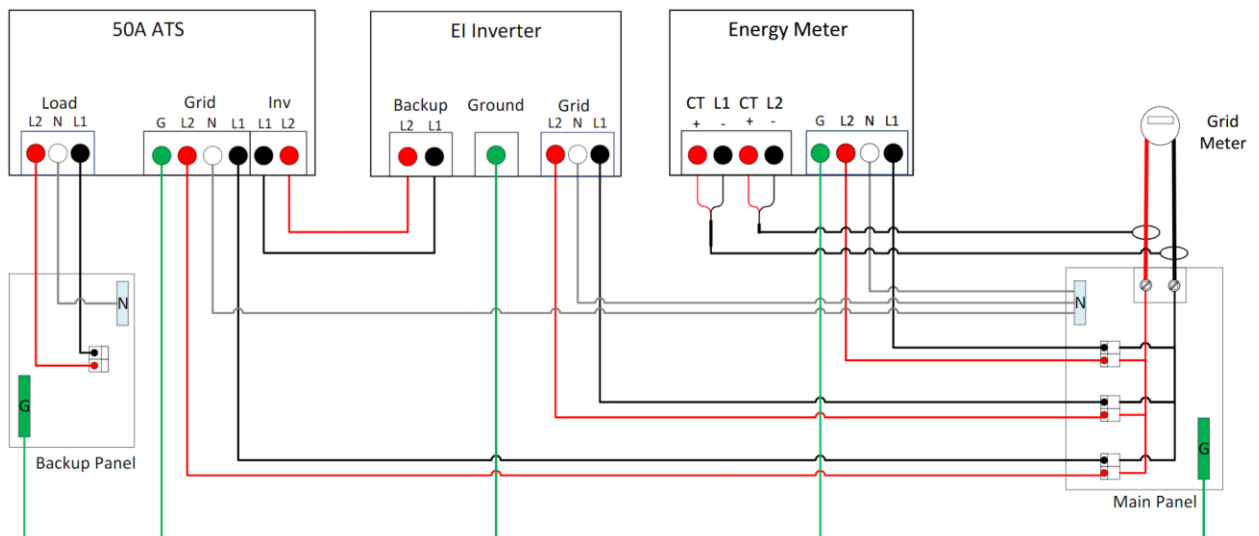 50A ATS
El Inverter
Energy Meter
Load
Grid
Inv
L2 N L1
G L2 N L1
L1 L2
Backup
Ground
Grid
L2 L1
L2 N L1
CT L1 CT L2
+ - + -
G L2 N L1
Grid
Meter
N
G
Backup Panel
N
G
Main Panel